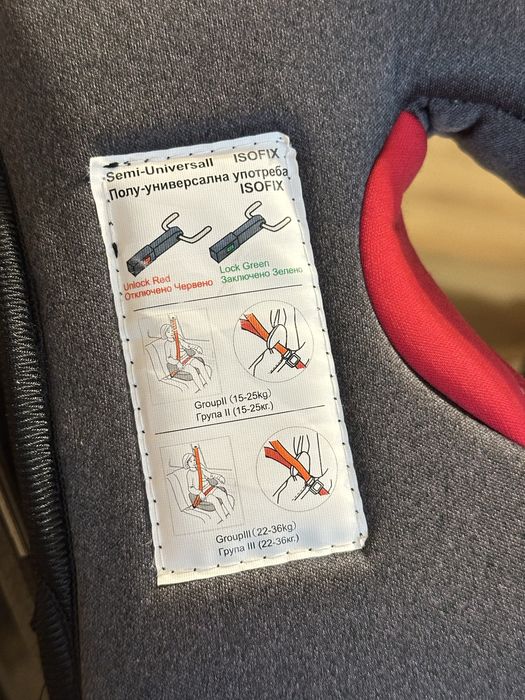 Semi-Universall ISOFIX
Полу-универсална употреба
ISOFIX
Unlock Red
Отключено Червено
Lock Green
Заключено Зелено
GroupII (15-25kg)
Група II (15-25кг.)
GroupIII (22-36kg)
Група III (22-36кг.)